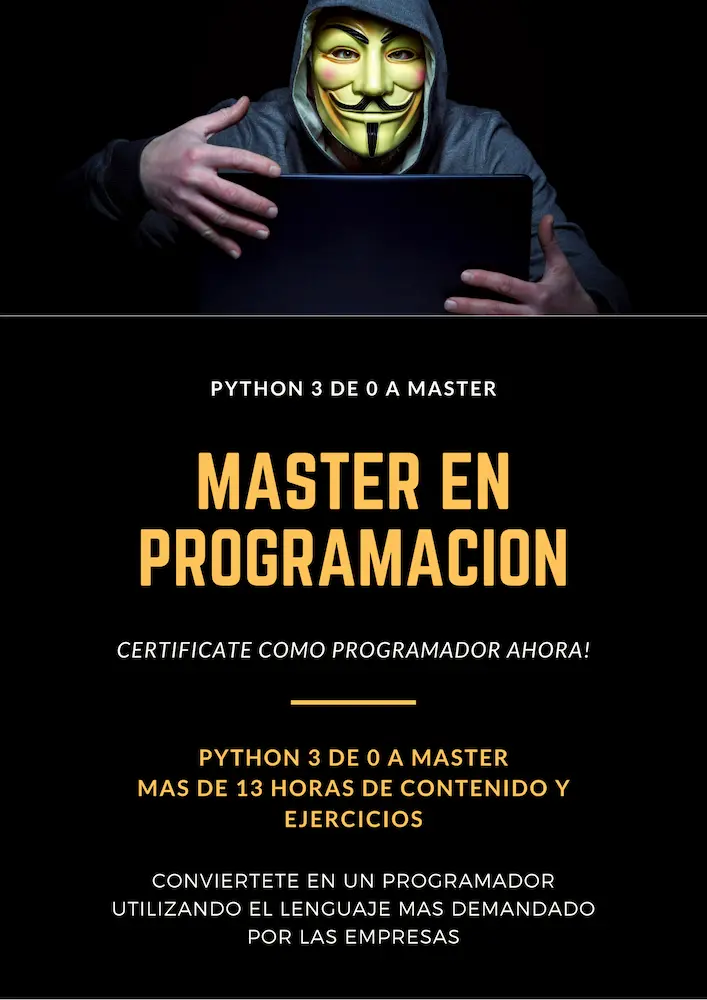 PYTHON 3 DE 0 A MASTER
MASTER EN
PROGRAMACION
CERTIFICATE COMO PROGRAMADOR AHORA!
PYTHON 3 DE 0 A MASTER
MAS DE 13 HORAS DE CONTENIDO Y
EJERCICIOS
CONVIERTETE EN UN PROGRAMADOR
UTILIZANDO EL LENGUAJE MAS DEMANDADO
POR LAS EMPRESAS